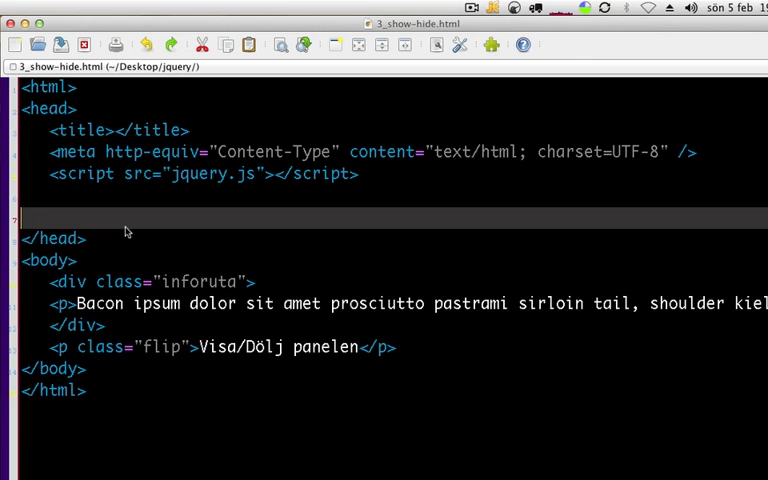 sön 5 feb
3_show-hide.html
3_show-hide.html (~/Desktop/jquery/)
<html>
<head>
<title></title>
<meta http-equiv="Content-Type" content="text/html; charset=UTF-8" />
<script src="jquery.js"></script>
7
</head>
<body>
<div class="inforuta">
<p>Bacon ipsum dolor sit amet prosciutto pastrami sirloin tail, shoulder kiel
</div>
<p class="flip">Visa/Dölj panelen</p>
</body>
</html>